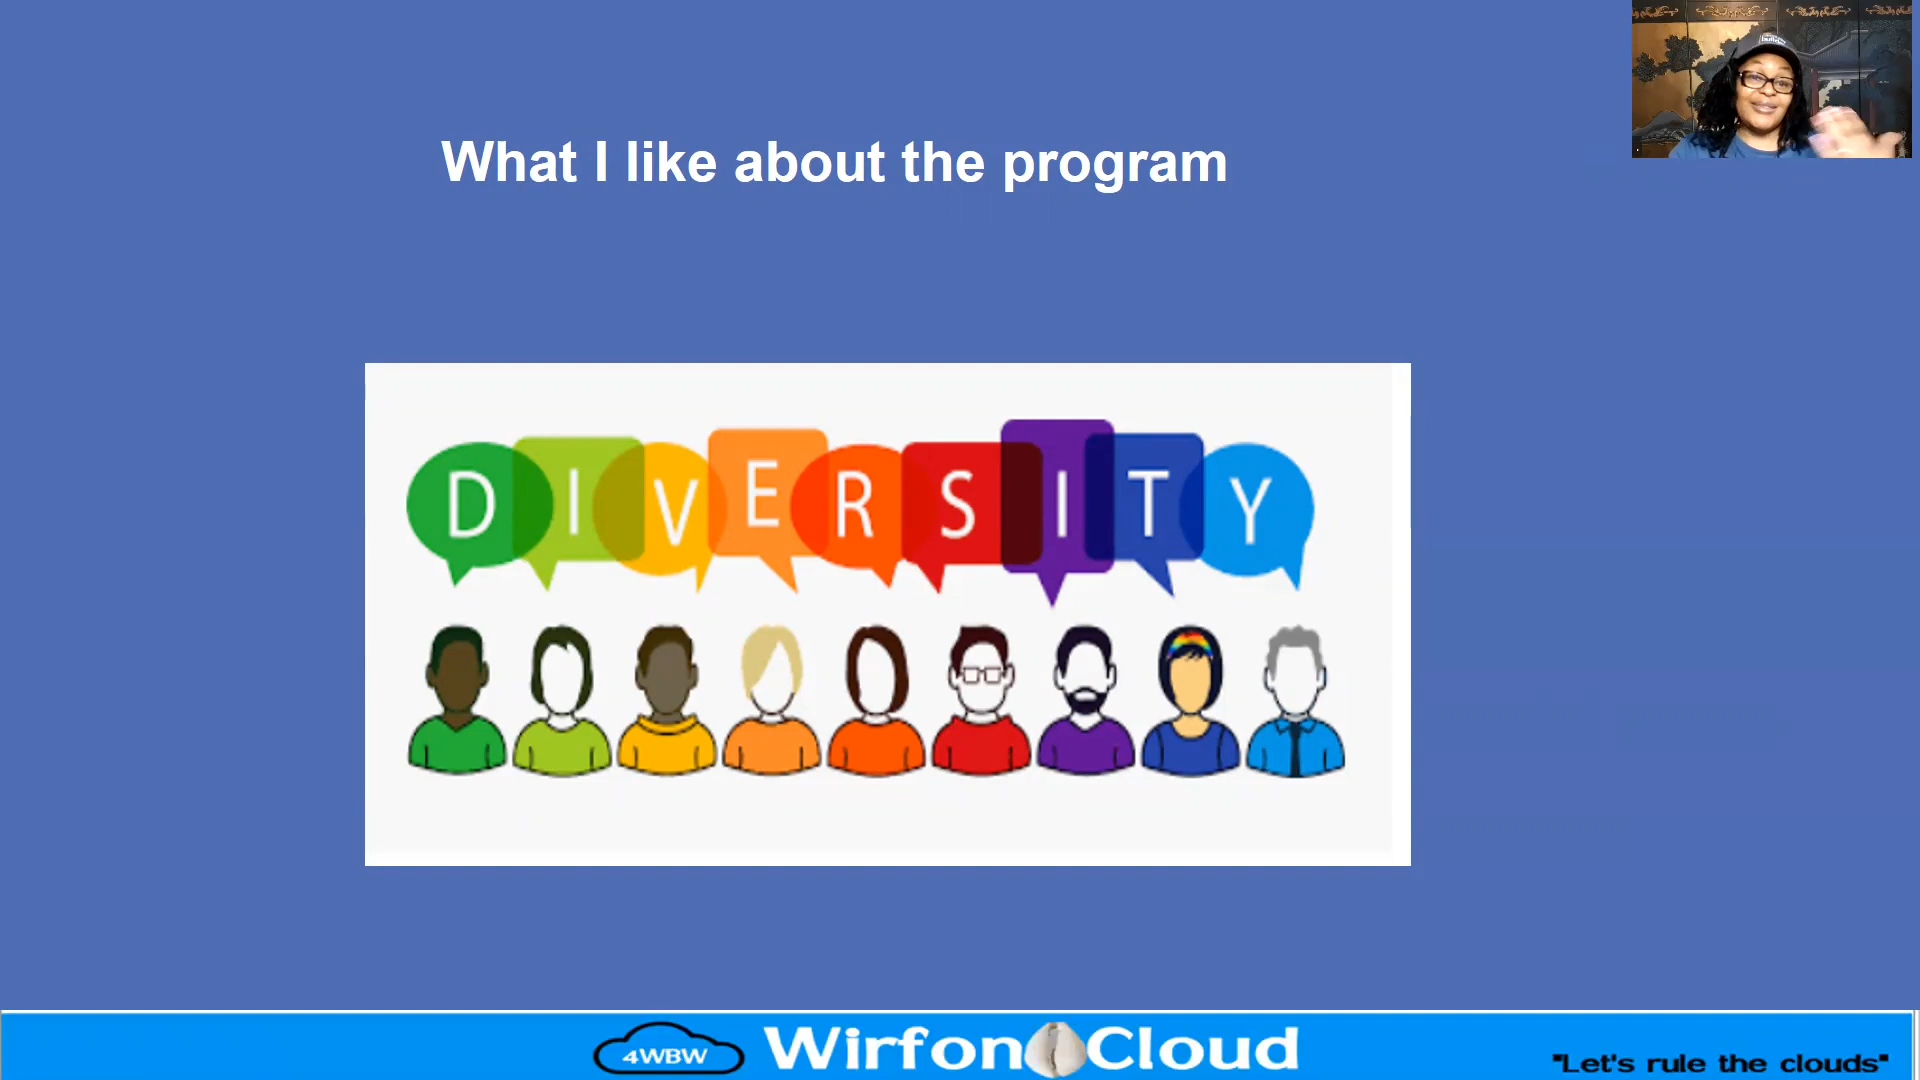 What I like about the program
DIVERSITY
4WBW
Wirfon Cloud
"Let's rule the clouds"